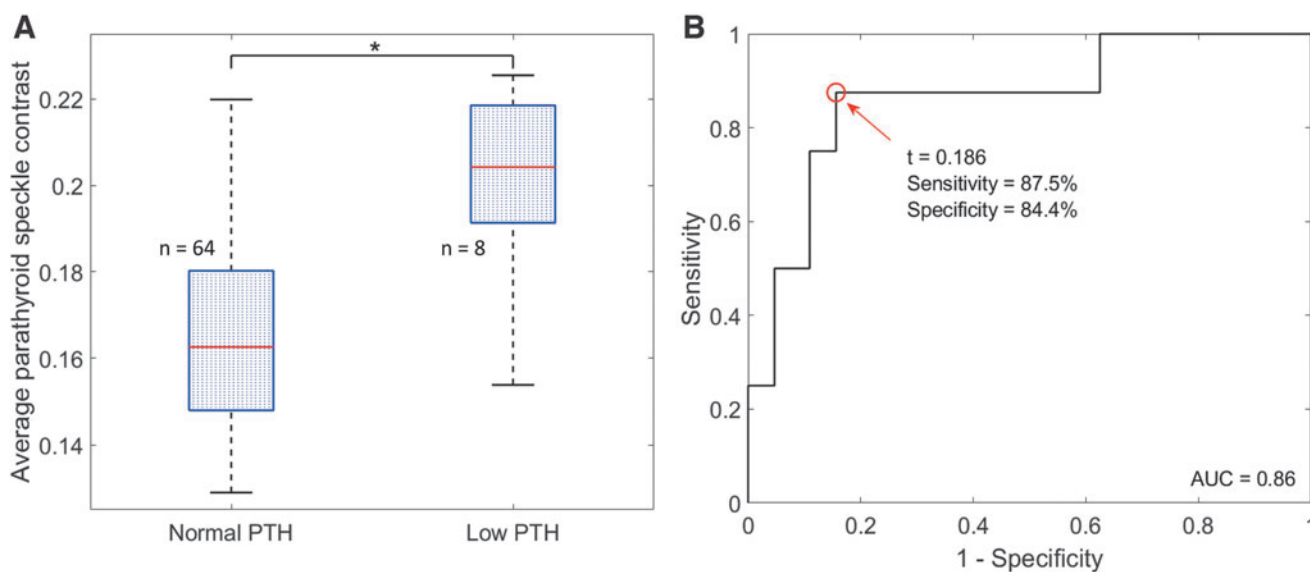 A
Average parathyroid speckle contrast
0.22
0.2
0.18
0.16
0.14
*
n = 64
n = 8
Normal PTH
Low PTH
B
Sensitivity
1
0.8
0.6
0.4
0.2
0
t = 0.186
Sensitivity = 87.5%
Specificity = 84.4%
AUC = 0.86
0
0.2
0.4
0.6
0.8
1
1 - Specificity